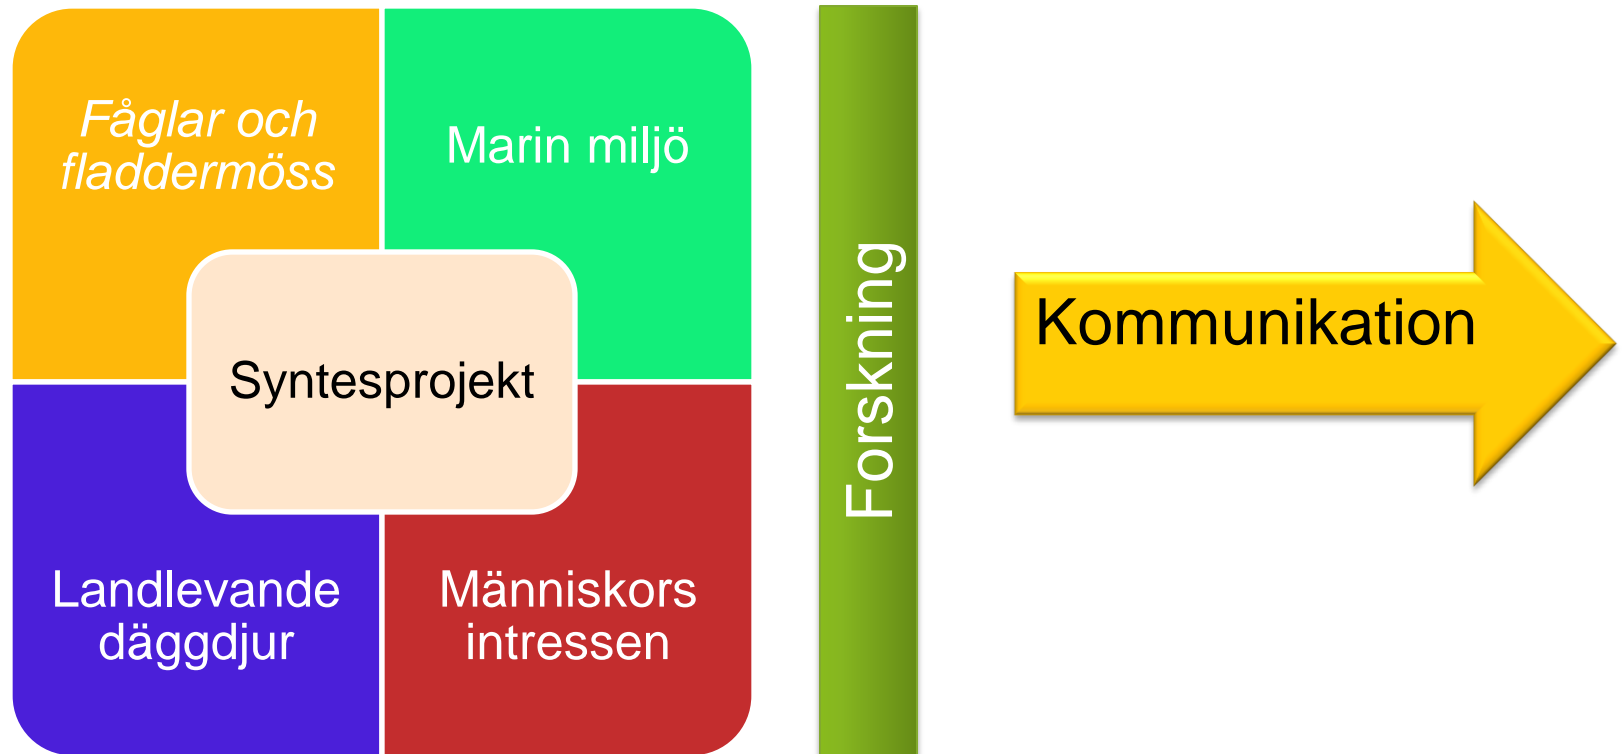 Fåglar och
fladdermöss
Marin miljö
Syntesprojekt
Landlevande
däggdjur
Människors
intressen
Forskning
Kommunikation